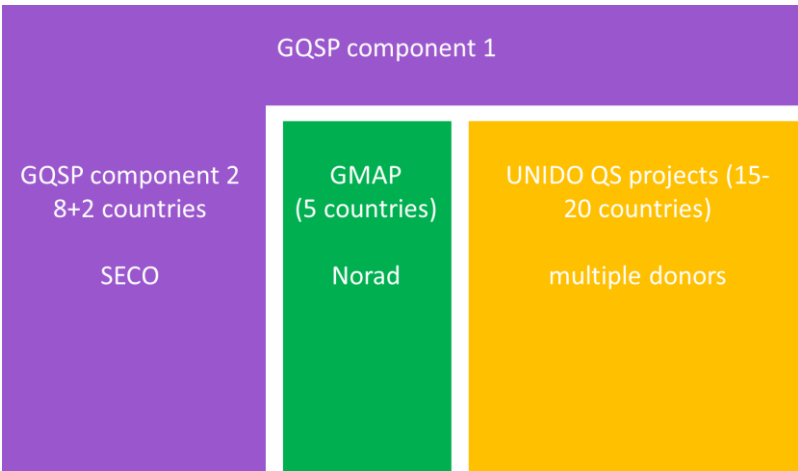 GQSP component 1
GQSP component 2
8+2 countries
SECO
GMAP
(5 countries)
Norad
UNIDO QS projects (15-
20 countries)
multiple donors